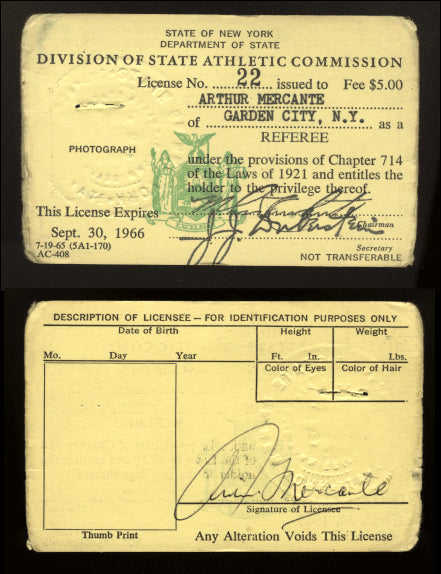 STATE OF NEW YORK
DEPARTMENT OF STATE
DIVISION OF STATE ATHLETIC COMMISSION
License No. 22 issued to Fee $5.00
ARTHUR MERCANTE
of GARDEN CITY, N.Y. as a
REFEREE
PHOTOGRAPH
under the provisions of Chapter 714
of the Laws of 1921 and entitles the
holder to the privilege thereof.
EXCELSIOR
This License Expires
Sept. 30, 1966
Chairman
7-19-65 (5A1-170)
AC-408
Secretary
NOT TRANSFERABLE
DESCRIPTION OF LICENSEE—FOR IDENTIFICATION PURPOSES ONLY
Date of Birth Height Weight
Mo. Day Year Ft. In. Lbs.
Color of Eyes Color of Hair
Mercante
Signature of Licensee
Thumb Print
Any Alteration Voids This License